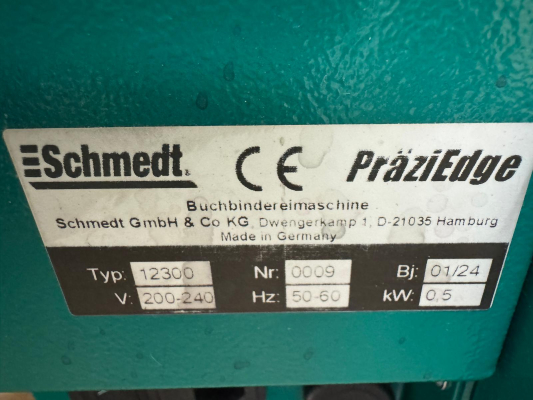 Schmedt CE PräziEdge
Buchbindereimaschine
Schmedt GmbH & Co KG, Dwengerkamp 1, D-21035 Hamburg
Made in Germany
Typ: 12300 Nr: 0009 Bj: 01/24
V: 200-240 Hz: 50-60 kW: 0,5